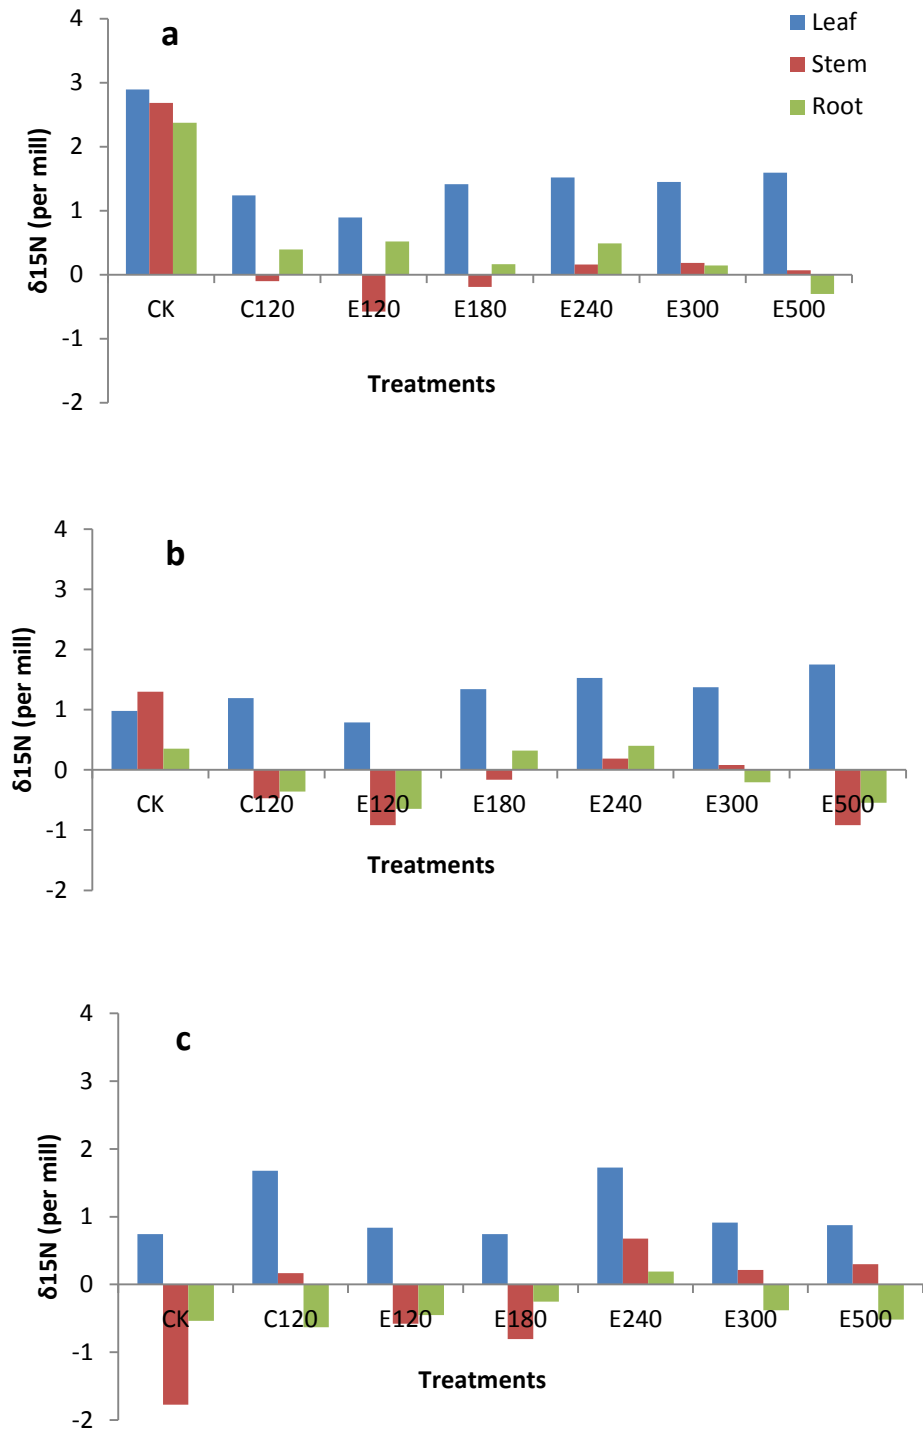 4
a
Leaf
Stem
Root
3
2
1
0
-1
-2
δ15N (per mill)
CK C120 E120 E180 E240 E300 E500
Treatments
4
b
3
2
1
0
-1
-2
δ15N (per mill)
CK C120 E120 E180 E240 E300 E500
Treatments
4
c
3
2
1
0
-1
-2
δ15N (per mill)
CK C120 E120 E180 E240 E300 E500
Treatments